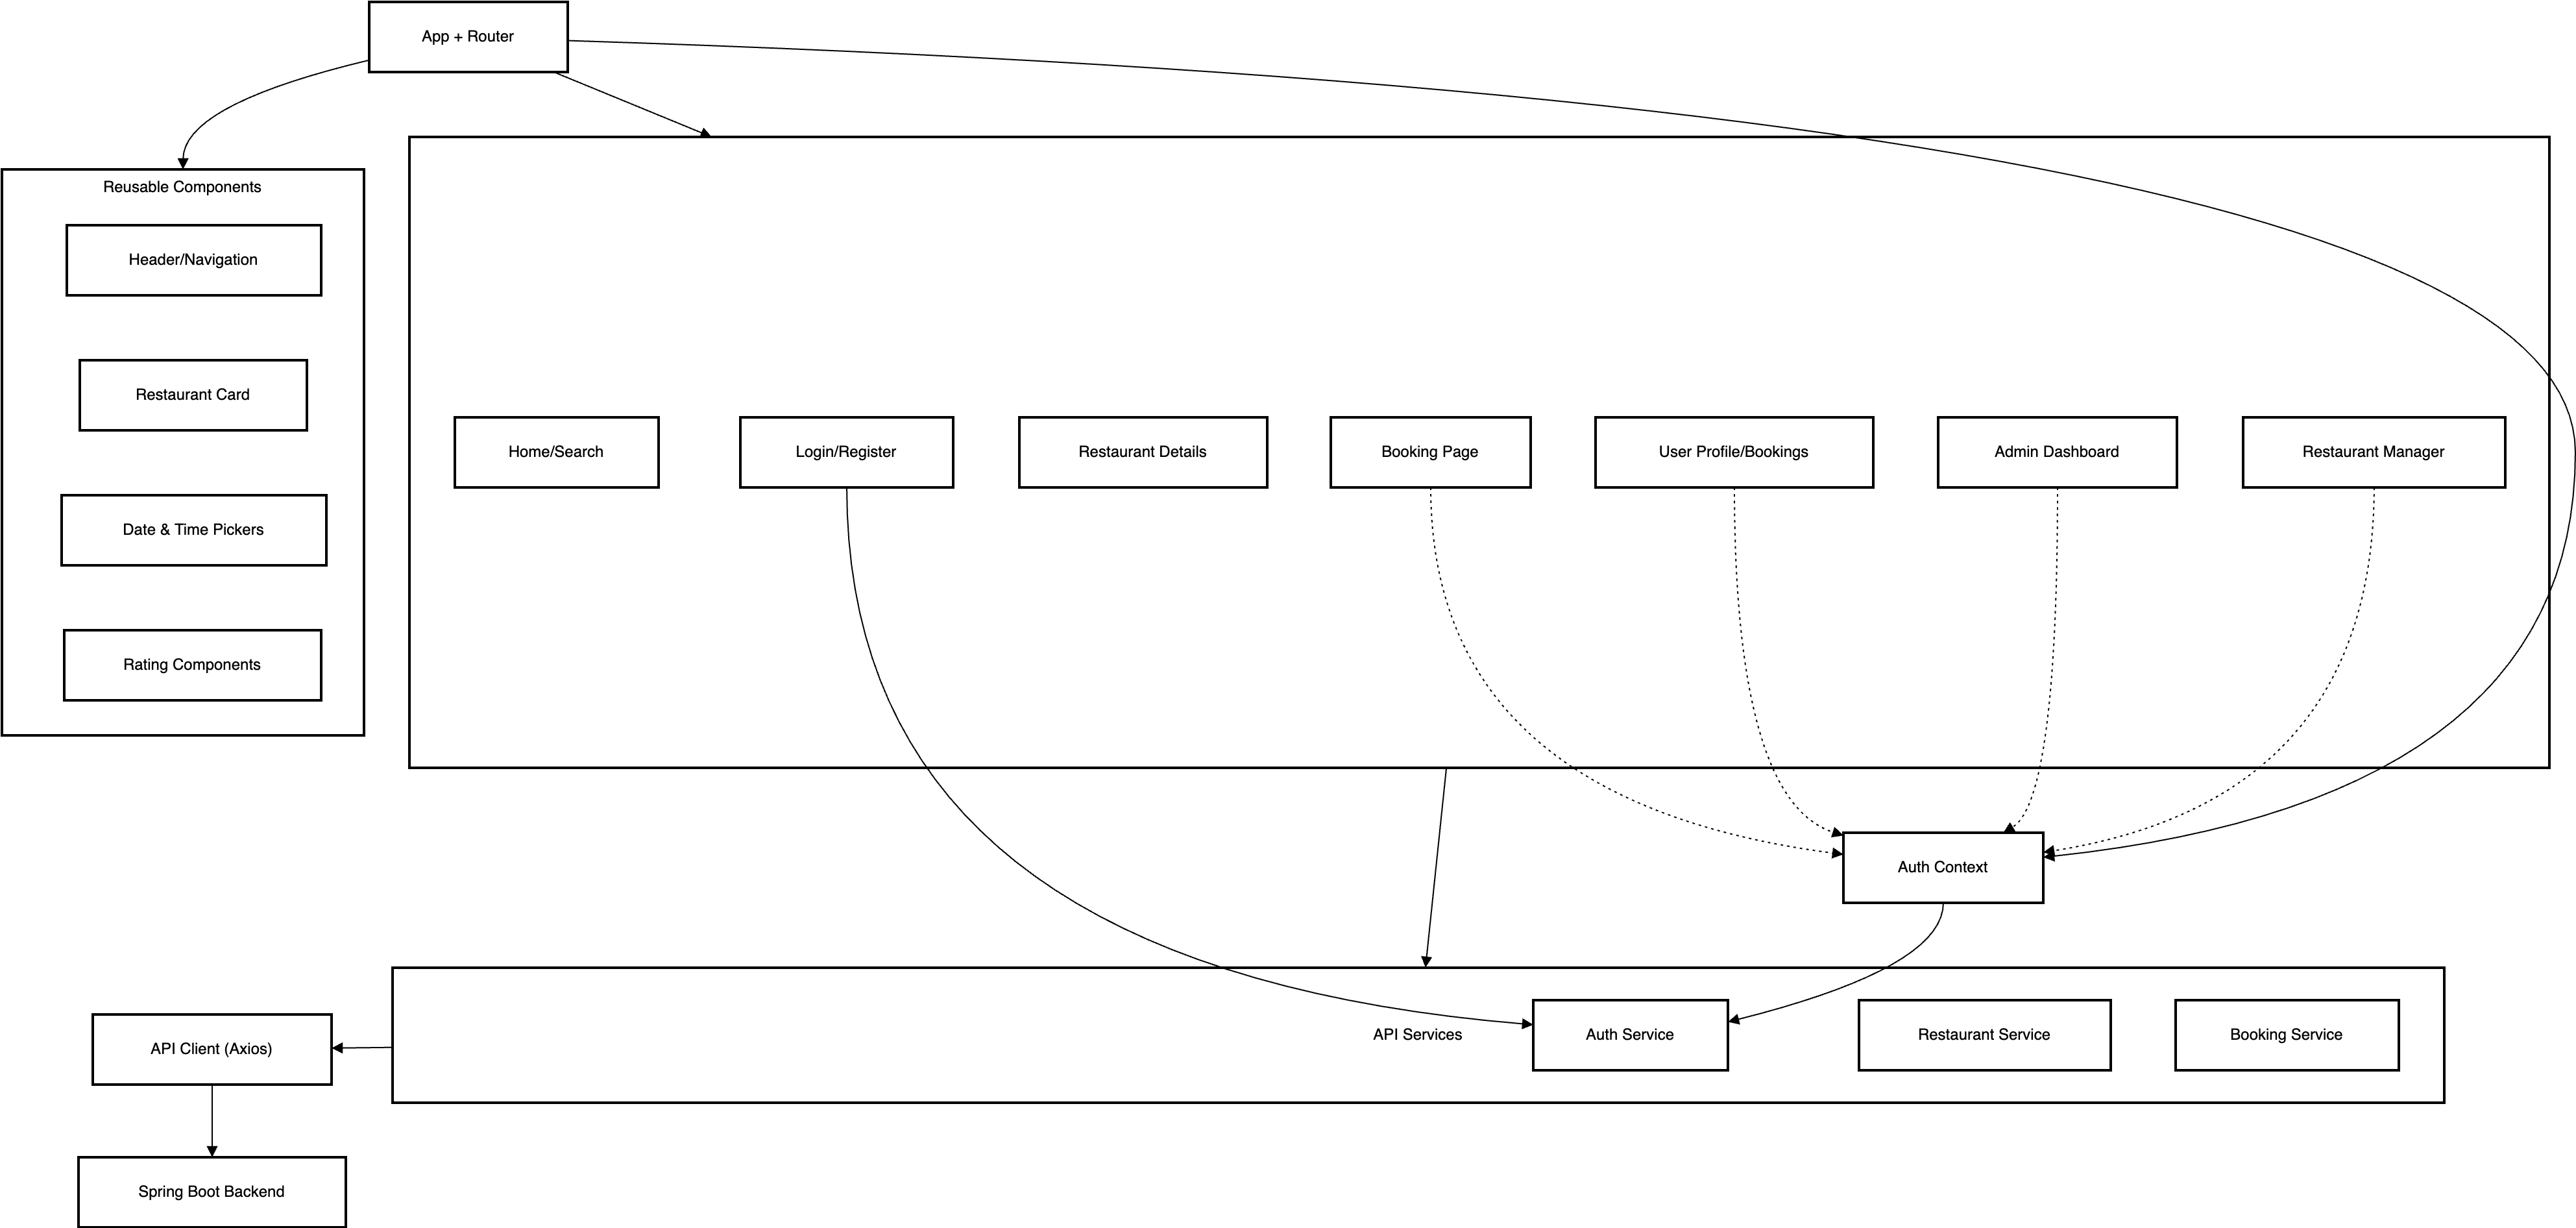 App + Router
Reusable Components
Header/Navigation
Restaurant Card
Date & Time Pickers
Rating Components
Home/Search
Login/Register
Restaurant Details
Booking Page
User Profile/Bookings
Admin Dashboard
Restaurant Manager
Auth Context
API Services
Auth Service
Restaurant Service
Booking Service
API Client (Axios)
Spring Boot Backend